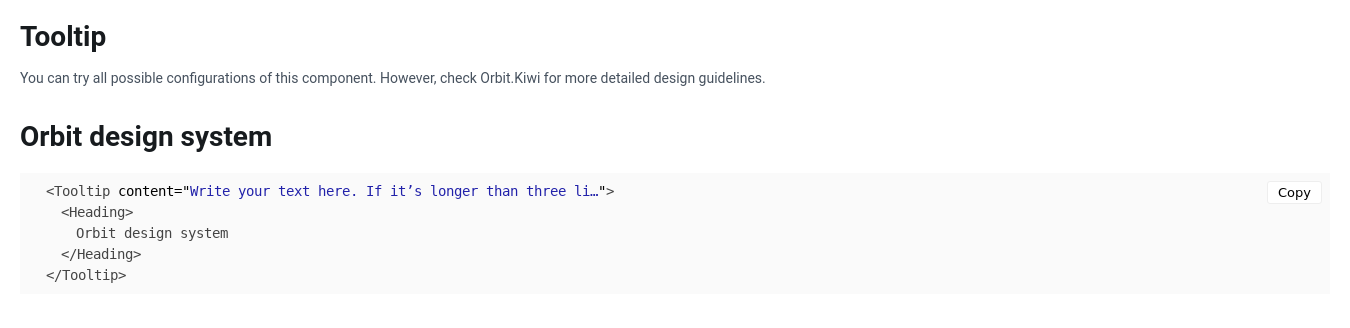 Tooltip
You can try all possible configurations of this component. However, check Orbit.Kiwi for more detailed design guidelines.
Orbit design system
<Tooltip content="Write your text here. If it’s longer than three li…">
Copy
<Heading>
Orbit design system
</Heading>
</Tooltip>